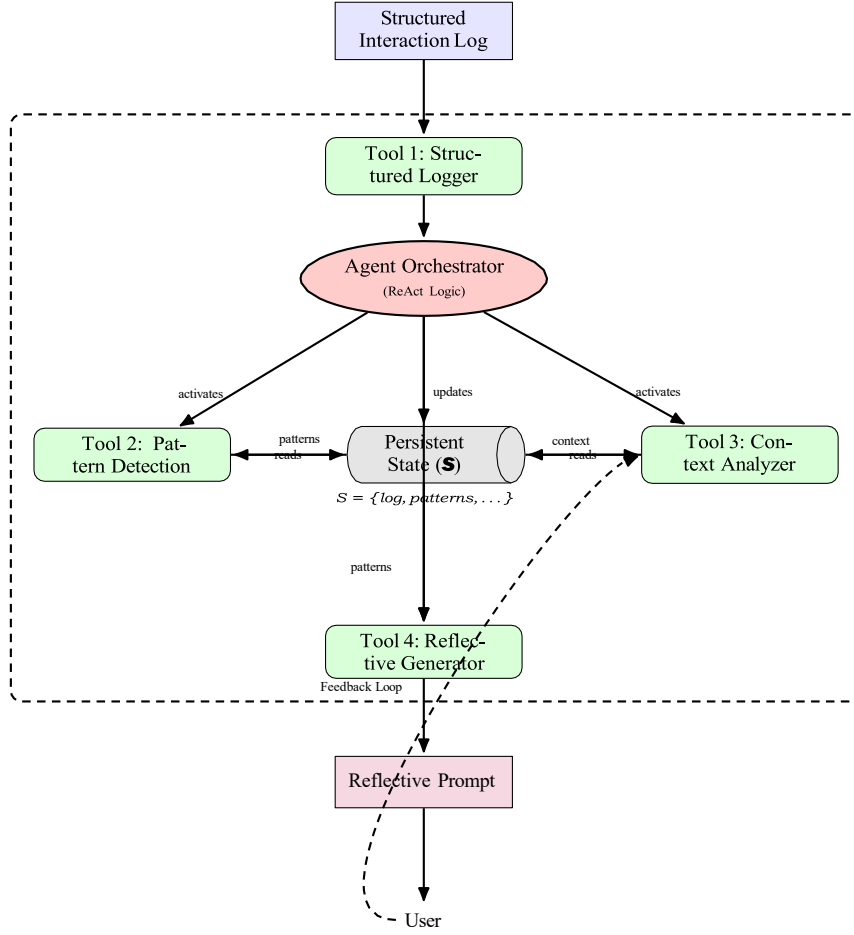 Structured
Interaction Log
Tool 1: Struc-
tured Logger
Agent Orchestrator
(ReAct Logic)
activates
updates
activates
Tool 2: Pat-
tern Detection
patterns
reads
Persistent
State (S)
context
reads
Tool 3: Con-
text Analyzer
S = {log, patterns, . . . }
patterns
Tool 4: Reflec-
tive Generator
Feedback Loop
Reflective Prompt
User